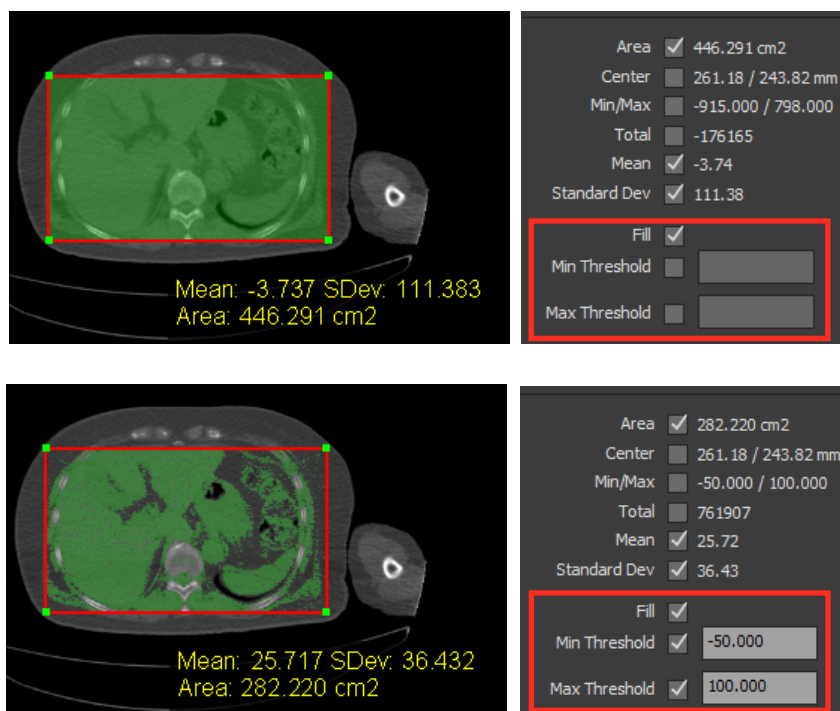 Mean: -3.737 SDev: 111.383
Area: 446.291 cm2
Area 446.291 cm2
Center 261.18 / 243.82 mm
Min/Max -915.000 / 798.000
Total -176165
Mean -3.74
Standard Dev 111.38
Fill
Min Threshold
Max Threshold
Mean: 25.717 SDev: 36.432
Area: 282.220 cm2
Area 282.220 cm2
Center 261.18 / 243.82 mm
Min/Max -50.000 / 100.000
Total 761907
Mean 25.72
Standard Dev 36.43
Fill
Min Threshold -50.000
Max Threshold 100.000